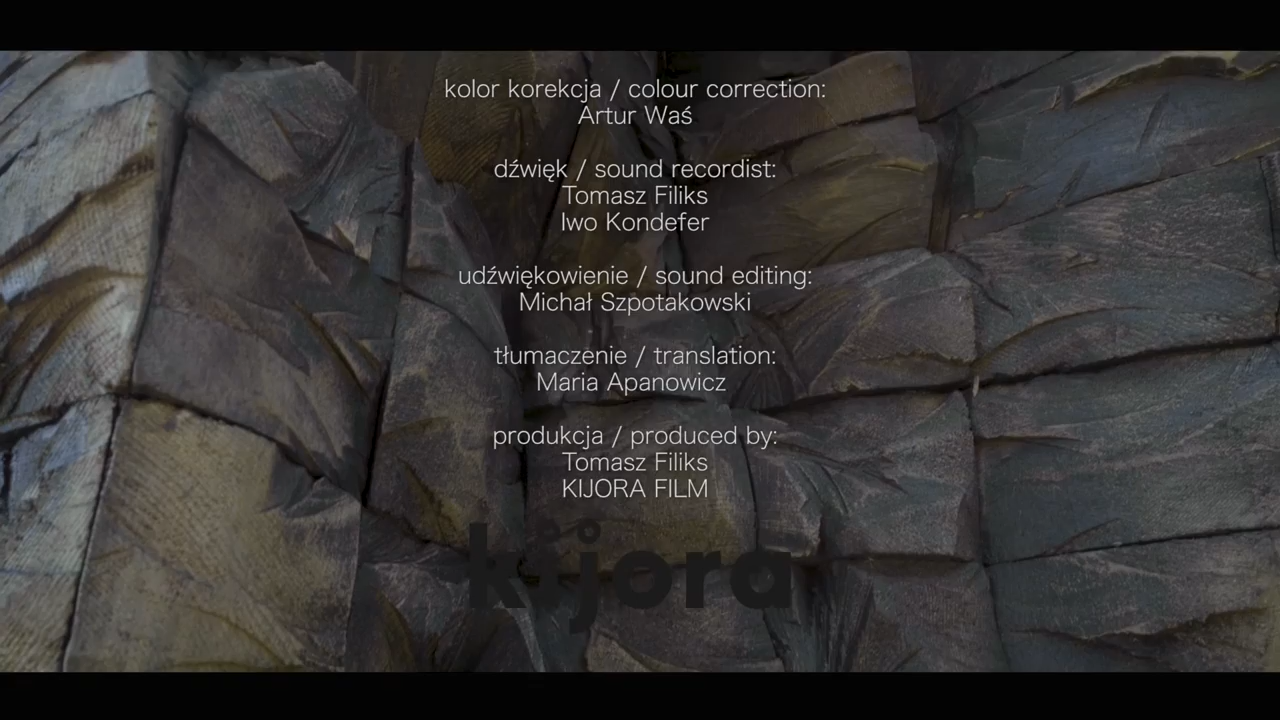 kolor korekcja / colour correction:
Artur Waś
dźwięk / sound recordist:
Tomasz Filiks
Iwo Kondefer
udźwiękowienie / sound editing:
Michał Szpotakowski
tłumaczenie / translation:
Maria Apanowicz
produkcja / produced by:
Tomasz Filiks
KIJORA FILM
kijora